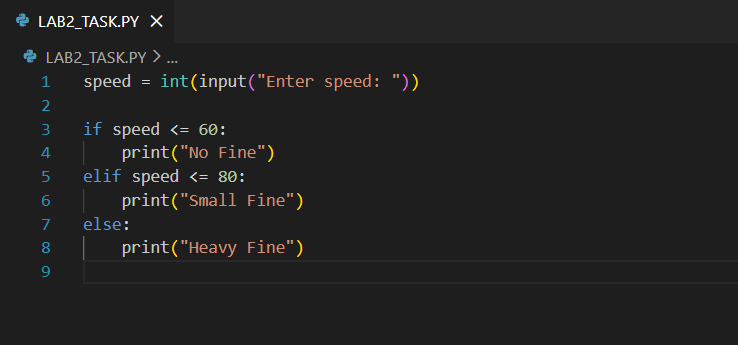 LAB2_TASK.PY ×
LAB2_TASK.PY > ...
1 speed = int(input("Enter speed: "))
2
3 if speed <= 60:
4     print("No Fine")
5 elif speed <= 80:
6     print("Small Fine")
7 else:
8     print("Heavy Fine")
9